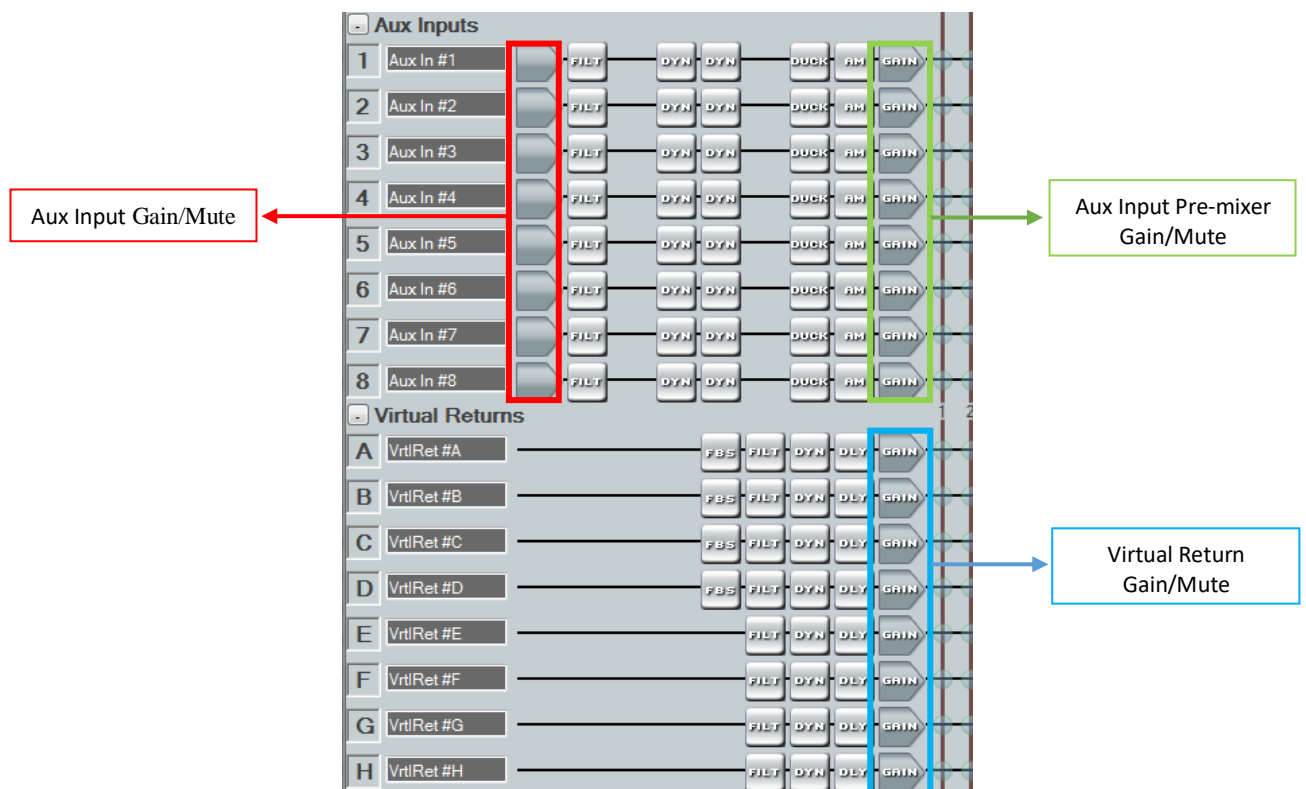 - Aux Inputs
1 Aux In #1 FILT DYN DYN DUCK AM GAIN
2 Aux In #2 FILT DYN DYN DUCK AM GAIN
3 Aux In #3 FILT DYN DYN DUCK AM GAIN
4 Aux In #4 FILT DYN DYN DUCK AM GAIN
Aux Input Gain/Mute
Aux Input Pre-mixer
Gain/Mute
5 Aux In #5 FILT DYN DYN DUCK AM GAIN
6 Aux In #6 FILT DYN DYN DUCK AM GAIN
7 Aux In #7 FILT DYN DYN DUCK AM GAIN
8 Aux In #8 FILT DYN DYN DUCK AM GAIN
- Virtual Returns 1 2
A VrtlRet #A FBS FILT DYN DLY GAIN
B VrtlRet #B FBS FILT DYN DLY GAIN
C VrtlRet #C FBS FILT DYN DLY GAIN
D VrtlRet #D FBS FILT DYN DLY GAIN
Virtual Return
Gain/Mute
E VrtlRet #E FILT DYN DLY GAIN
F VrtlRet #F FILT DYN DLY GAIN
G VrtlRet #G FILT DYN DLY GAIN
H VrtlRet #H FILT DYN DLY GAIN